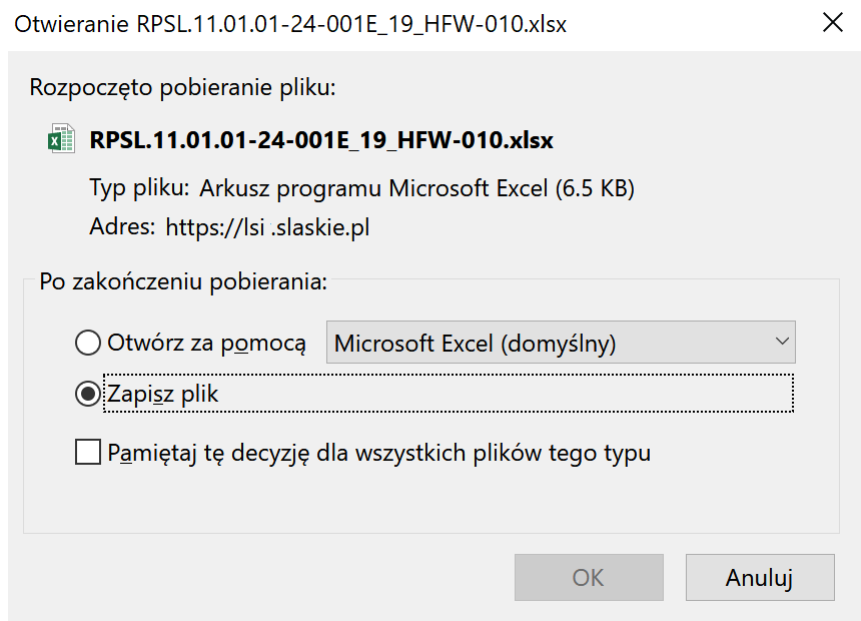 Otwieranie RPSL.11.01.01-24-001E_19_HFW-010.xlsx
Rozpoczęto pobieranie pliku:
RPSL.11.01.01-24-001E_19_HFW-010.xlsx
Typ pliku: Arkusz programu Microsoft Excel (6.5 KB)
Adres: https://lsi .slaskie.pl
Po zakończeniu pobierania:
Otwórz za pomocą Microsoft Excel (domyślny)
Zapisz plik
Pamiętaj tę decyzję dla wszystkich plików tego typu
OK Anuluj